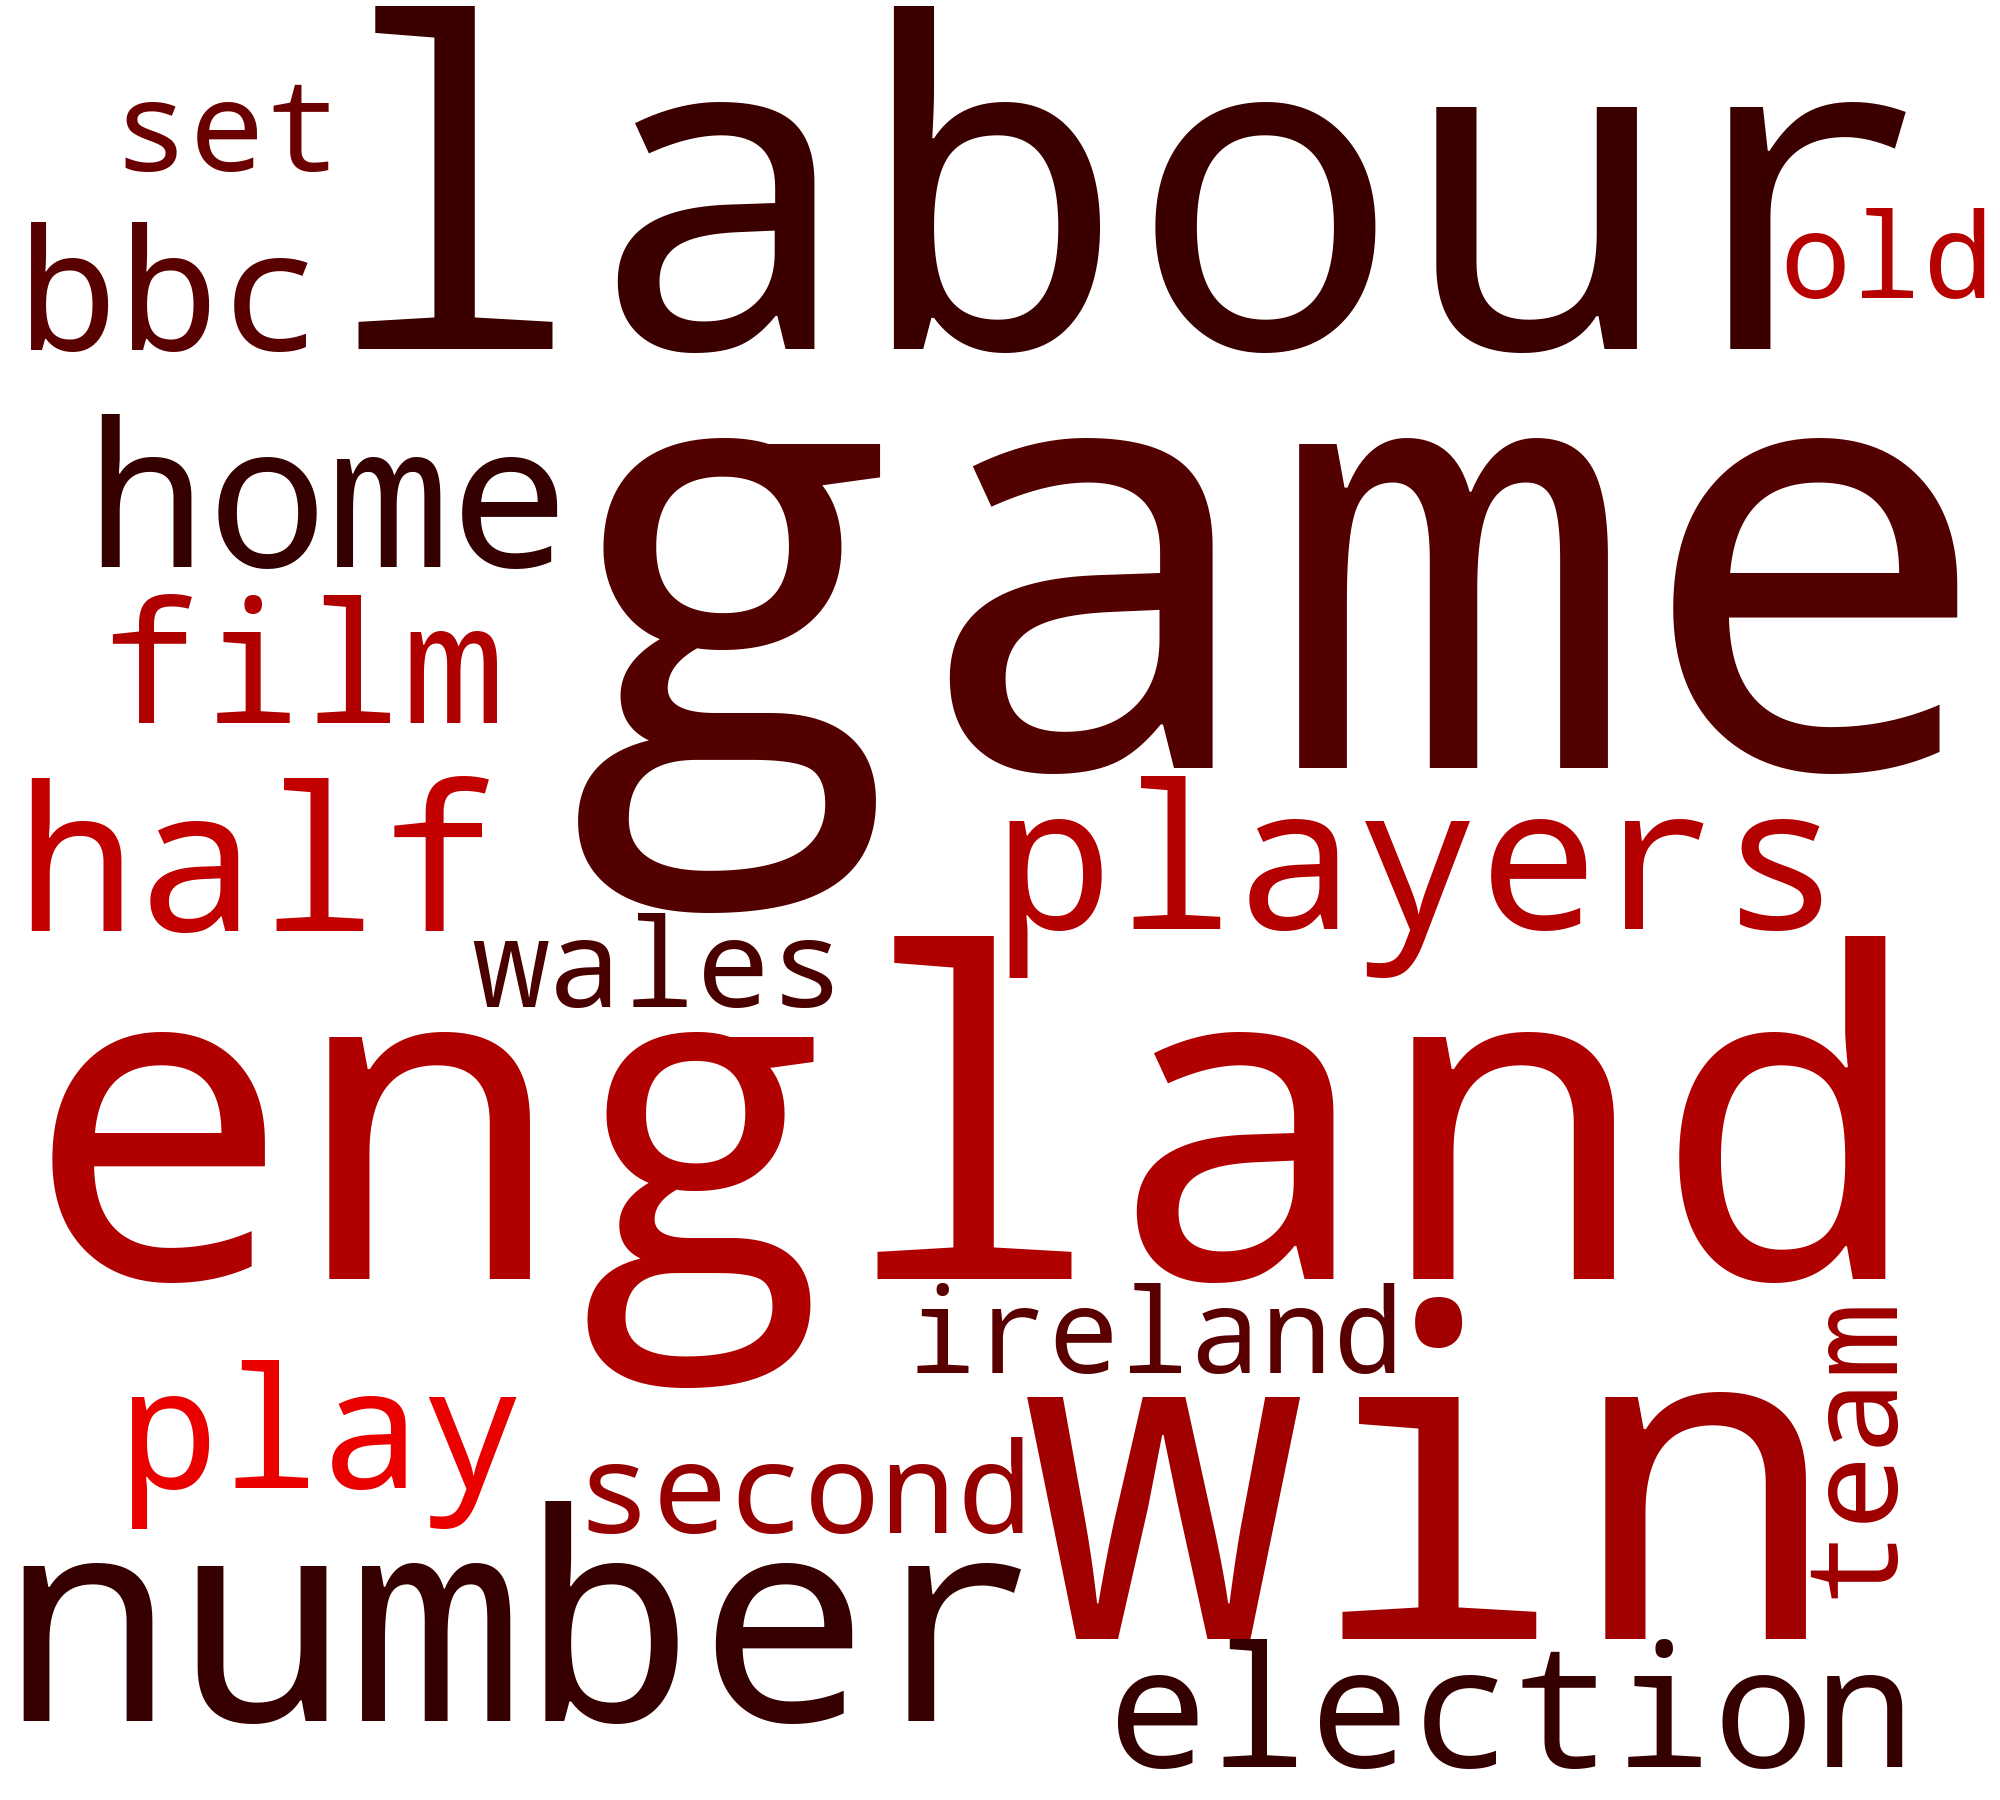 set
labour
bbc
old
home
game
film
half
players
wales
england
ireland
team
play
win
second
number
election